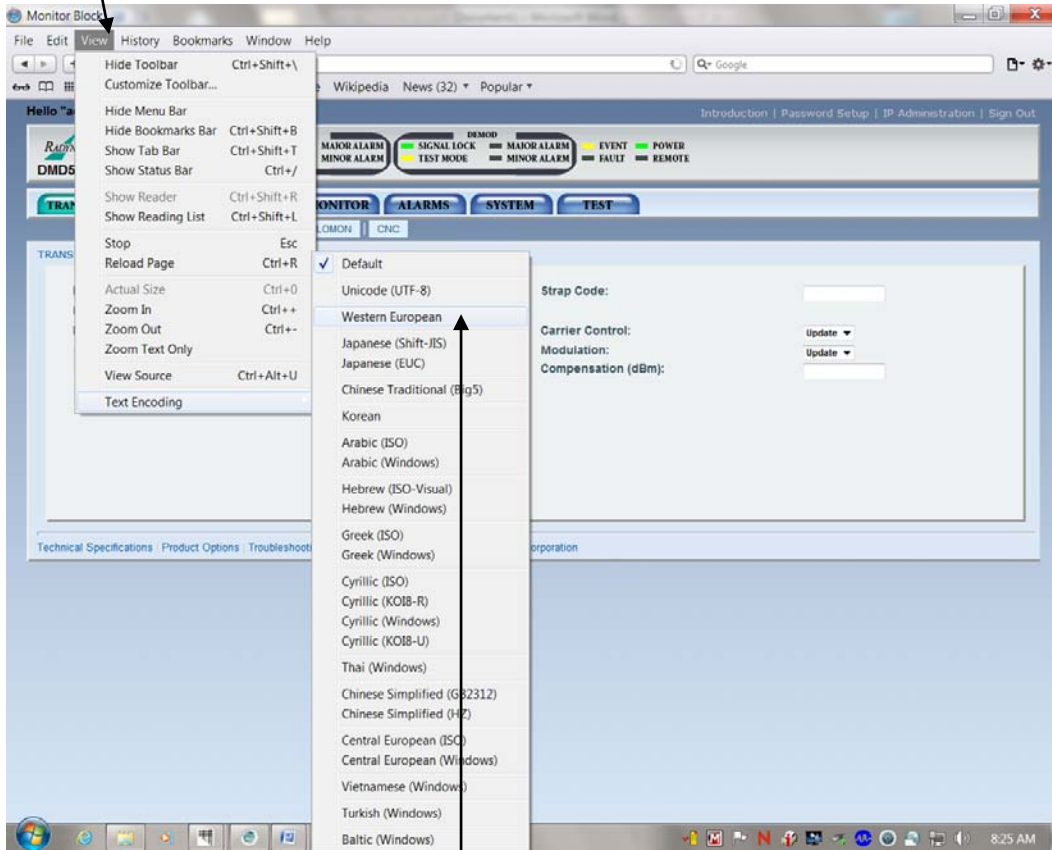 Monitor Block
File Edit View History Bookmarks Window Help
Google
Wikipedia News (32) ▾ Popular ▾
Hide Toolbar Ctrl+Shift+\
Customize Toolbar...
Hide Menu Bar
Hide Bookmarks Bar Ctrl+Shift+B
Show Tab Bar Ctrl+Shift+T
Show Status Bar Ctrl+/
Show Reader Ctrl+Shift+R
Show Reading List Ctrl+Shift+L
Stop Esc
Reload Page Ctrl+R
Actual Size Ctrl+0
Zoom In Ctrl++
Zoom Out Ctrl+-
Zoom Text Only
View Source Ctrl+Alt+U
Text Encoding
Hello "a
Introduction | Password Setup | IP Administration | Sign Out
DMD5
DEMOD
MAJOR ALARM SIGNAL LOCK MAJOR ALARM EVENT POWER
MINOR ALARM TEST MODE MINOR ALARM FAULT REMOTE
TRAN ONITOR ALARMS SYSTEM TEST
LOMON CNC
TRANS
✓ Default
Unicode (UTF-8)
Western European
Japanese (Shift-JIS)
Japanese (EUC)
Chinese Traditional (Big5)
Korean
Arabic (ISO)
Arabic (Windows)
Hebrew (ISO-Visual)
Hebrew (Windows)
Greek (ISO)
Greek (Windows)
Cyrillic (ISO)
Cyrillic (KOI8-R)
Cyrillic (Windows)
Cyrillic (KOI8-U)
Thai (Windows)
Chinese Simplified (GB2312)
Chinese Simplified (HZ)
Central European (ISO)
Central European (Windows)
Vietnamese (Windows)
Turkish (Windows)
Baltic (Windows)
Strap Code:
Carrier Control: Update ▾
Modulation: Update ▾
Compensation (dBm):
Technical Specifications | Product Options | Troubleshooti
orporation
8:25 AM